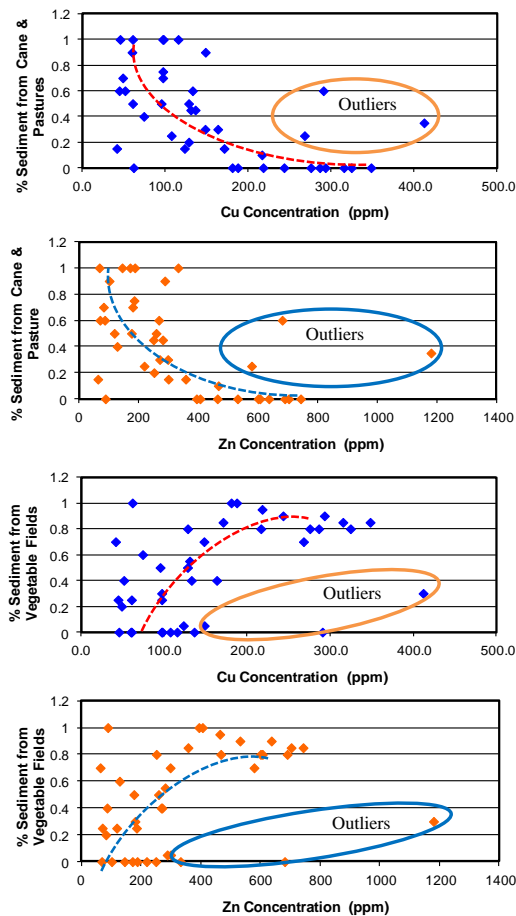 % Sediment from Cane &
Pastures
1.2
1
0.8
0.6
0.4
0.2
0
Outliers
0.0 100.0 200.0 300.0 400.0 500.0
Cu Concentration (ppm)
% Sediment from Cane &
Pasture
1.2
1
0.8
0.6
0.4
0.2
0
Outliers
0 200 400 600 800 1000 1200 1400
Zn Concentration (ppm)
% Sediment from
Vegetable Fields
1.2
1
0.8
0.6
0.4
0.2
0
Outliers
0.0 100.0 200.0 300.0 400.0 500.0
Cu Concentration (ppm)
% Sediment from
Vegetable Fields
1.2
1
0.8
0.6
0.4
0.2
0
Outliers
0 200 400 600 800 1000 1200 1400
Zn Concentration (ppm)